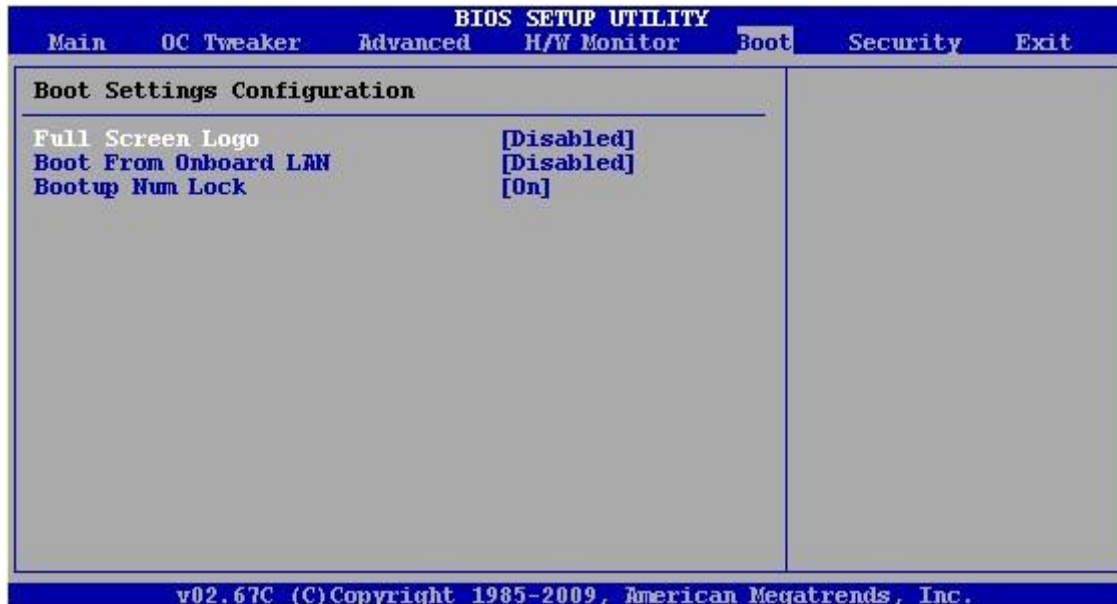 BIOS SETUP UTILITY
Main OC Tweaker Advanced H/W Monitor Boot Security Exit
Boot Settings Configuration
Full Screen Logo [Disabled]
Boot From Onboard LAN [Disabled]
Bootup Num Lock [On]
v02.67C (C)Copyright 1985-2009, American Megatrends, Inc.